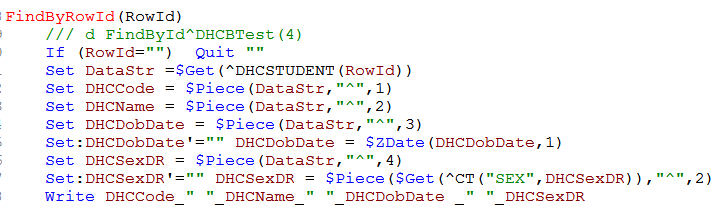 FindByRowId(RowId)
/// d FindById^DHCBTest(4)
If (RowId="") Quit ""
Set DataStr =$Get(^DHCSTUDENT(RowId))
Set DHCCode = $Piece(DataStr,"^",1)
Set DHCName = $Piece(DataStr,"^",2)
Set DHCDobDate = $Piece(DataStr,"^",3)
Set:DHCDobDate'="" DHCDobDate = $ZDate(DHCDobDate,1)
Set DHCSexDR = $Piece(DataStr,"^",4)
Set:DHCSexDR'="" DHCSexDR = $Piece($Get(^CT("SEX",DHCSexDR)),"^",2)
Write DHCCode_" "_DHCName_" "_DHCDobDate _" "_DHCSexDR